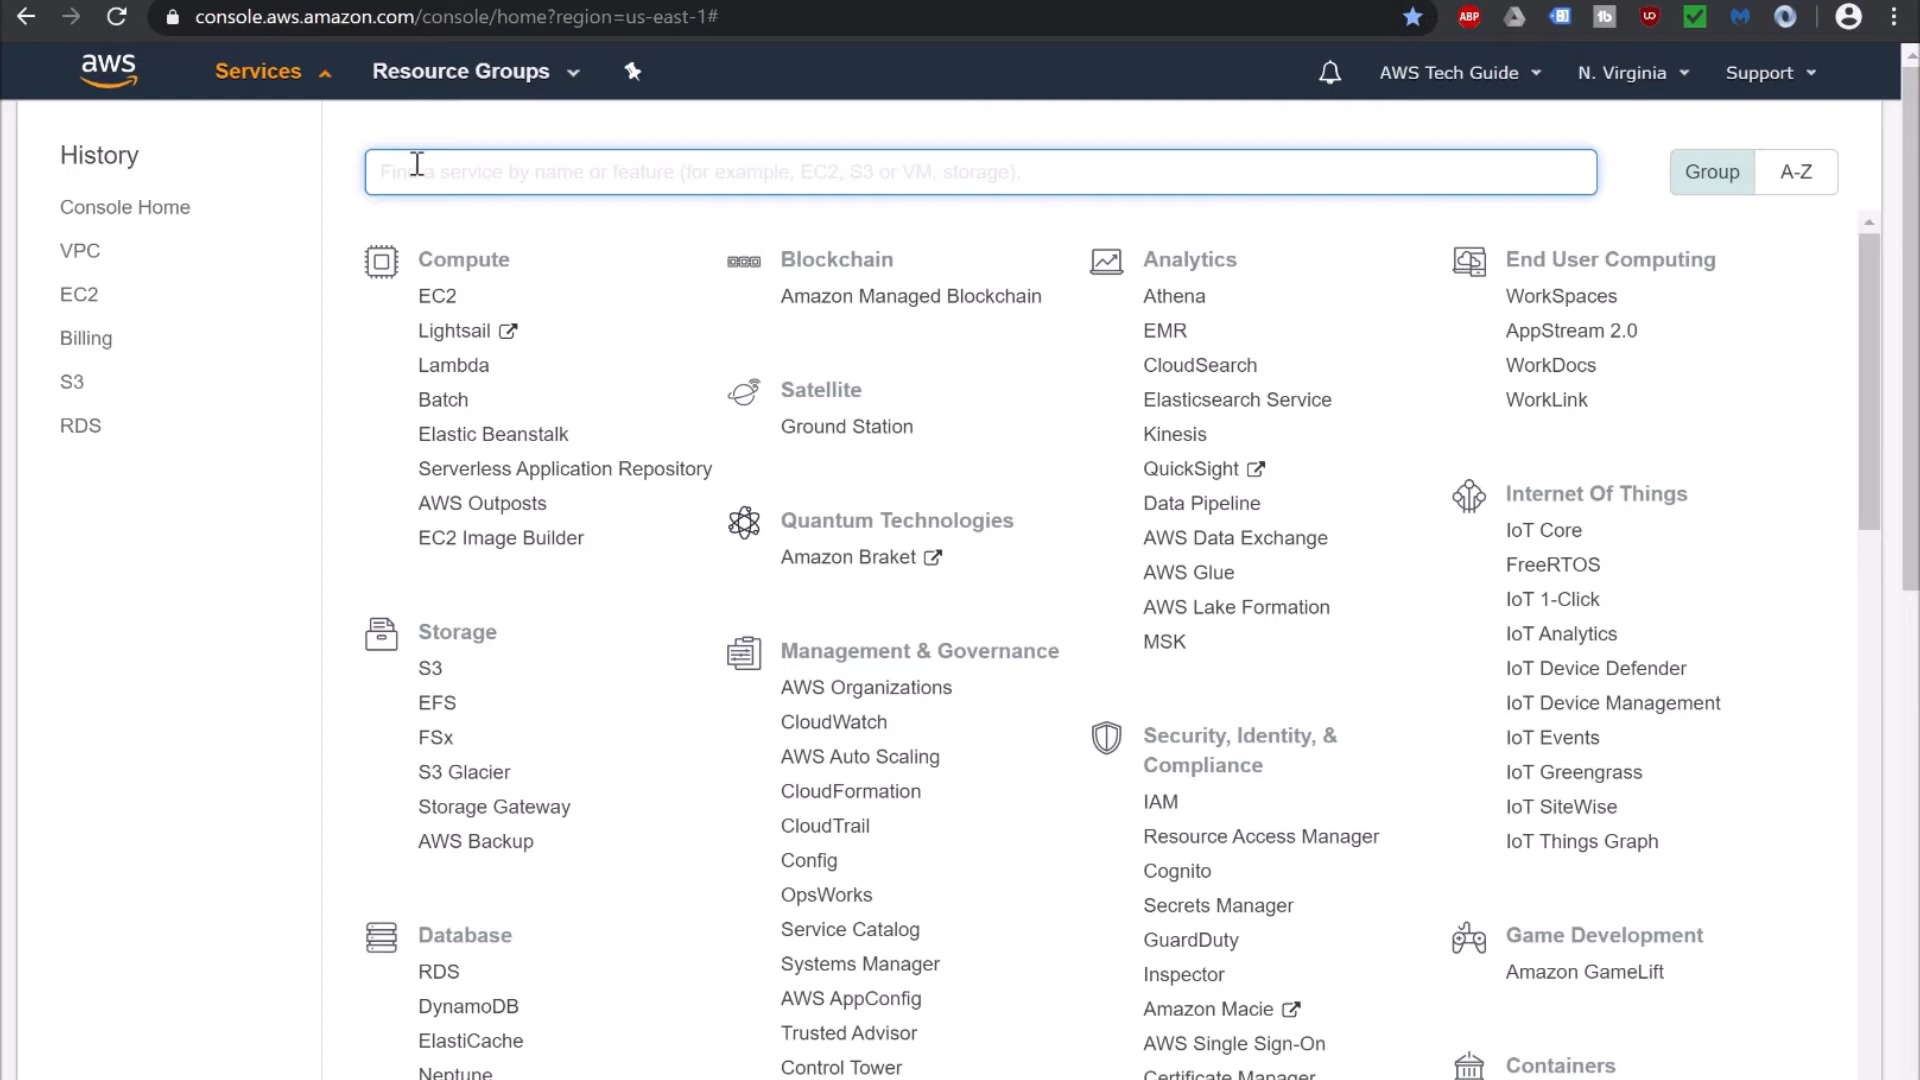 console.aws.amazon.com/console/home?region=us-east-1#
ABP
tb
aws
Services
Resource Groups
AWS Tech Guide
N. Virginia
Support
History
Console Home
VPC
EC2
Billing
S3
RDS
Find a service by name or feature (for example, EC2, S3 or VM, storage).
Group
A-Z
Compute
EC2
Lightsail
Lambda
Batch
Elastic Beanstalk
Serverless Application Repository
AWS Outposts
EC2 Image Builder
Storage
S3
EFS
FSx
S3 Glacier
Storage Gateway
AWS Backup
Database
RDS
DynamoDB
ElastiCache
Neptune
Blockchain
Amazon Managed Blockchain
Satellite
Ground Station
Quantum Technologies
Amazon Braket
Management & Governance
AWS Organizations
CloudWatch
AWS Auto Scaling
CloudFormation
CloudTrail
Config
OpsWorks
Service Catalog
Systems Manager
AWS AppConfig
Trusted Advisor
Control Tower
Analytics
Athena
EMR
CloudSearch
Elasticsearch Service
Kinesis
QuickSight
Data Pipeline
AWS Data Exchange
AWS Glue
AWS Lake Formation
MSK
Security, Identity, &
Compliance
IAM
Resource Access Manager
Cognito
Secrets Manager
GuardDuty
Inspector
Amazon Macie
AWS Single Sign-On
Certificate Manager
End User Computing
WorkSpaces
AppStream 2.0
WorkDocs
WorkLink
Internet Of Things
IoT Core
FreeRTOS
IoT 1-Click
IoT Analytics
IoT Device Defender
IoT Device Management
IoT Events
IoT Greengrass
IoT SiteWise
IoT Things Graph
Game Development
Amazon GameLift
Containers